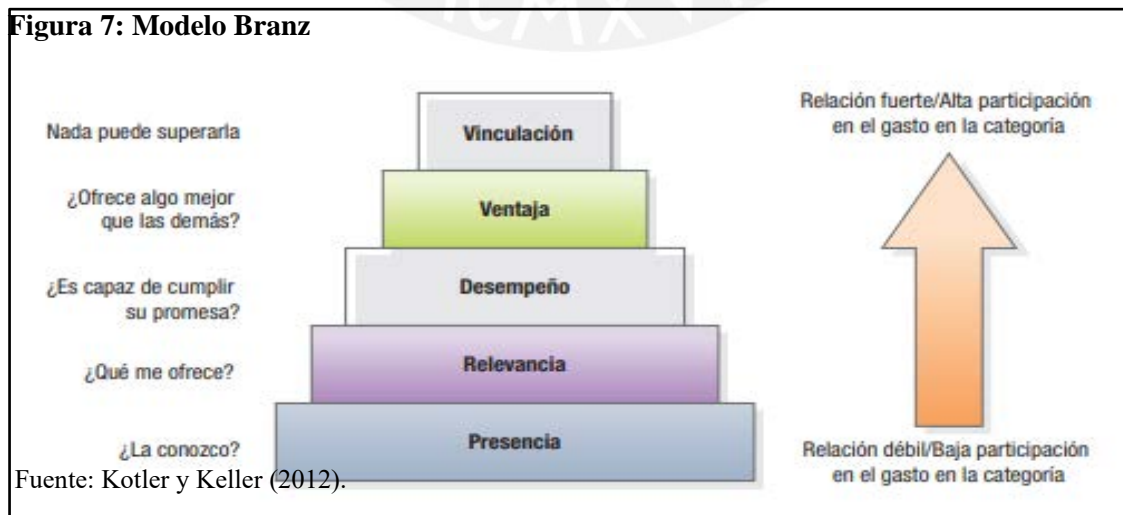 Figura 7: Modelo Branz
Nada puede superarla
Vinculación
Relación fuerte/Alta participación
en el gasto en la categoría
¿Ofrece algo mejor
que las demás?
Ventaja
¿Es capaz de cumplir
su promesa?
Desempeño
¿Qué me ofrece?
Relevancia
¿La conozco?
Presencia
Relación débil/Baja participación
en el gasto en la categoría
Fuente: Kotler y Keller (2012).